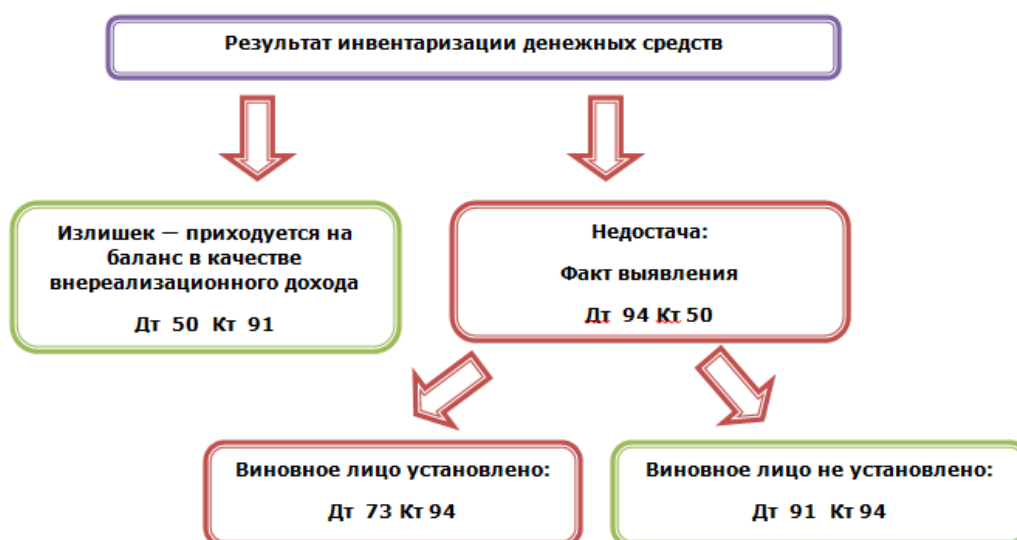 Результат инвентаризации денежных средств
Излишек — приходуется на
баланс в качестве
внереализационного дохода
Дт 50 Кт 91
Недостача:
Факт выявления
Дт 94 Кт 50
Виновное лицо установлено:
Дт 73 Кт 94
Виновное лицо не установлено:
Дт 91 Кт 94